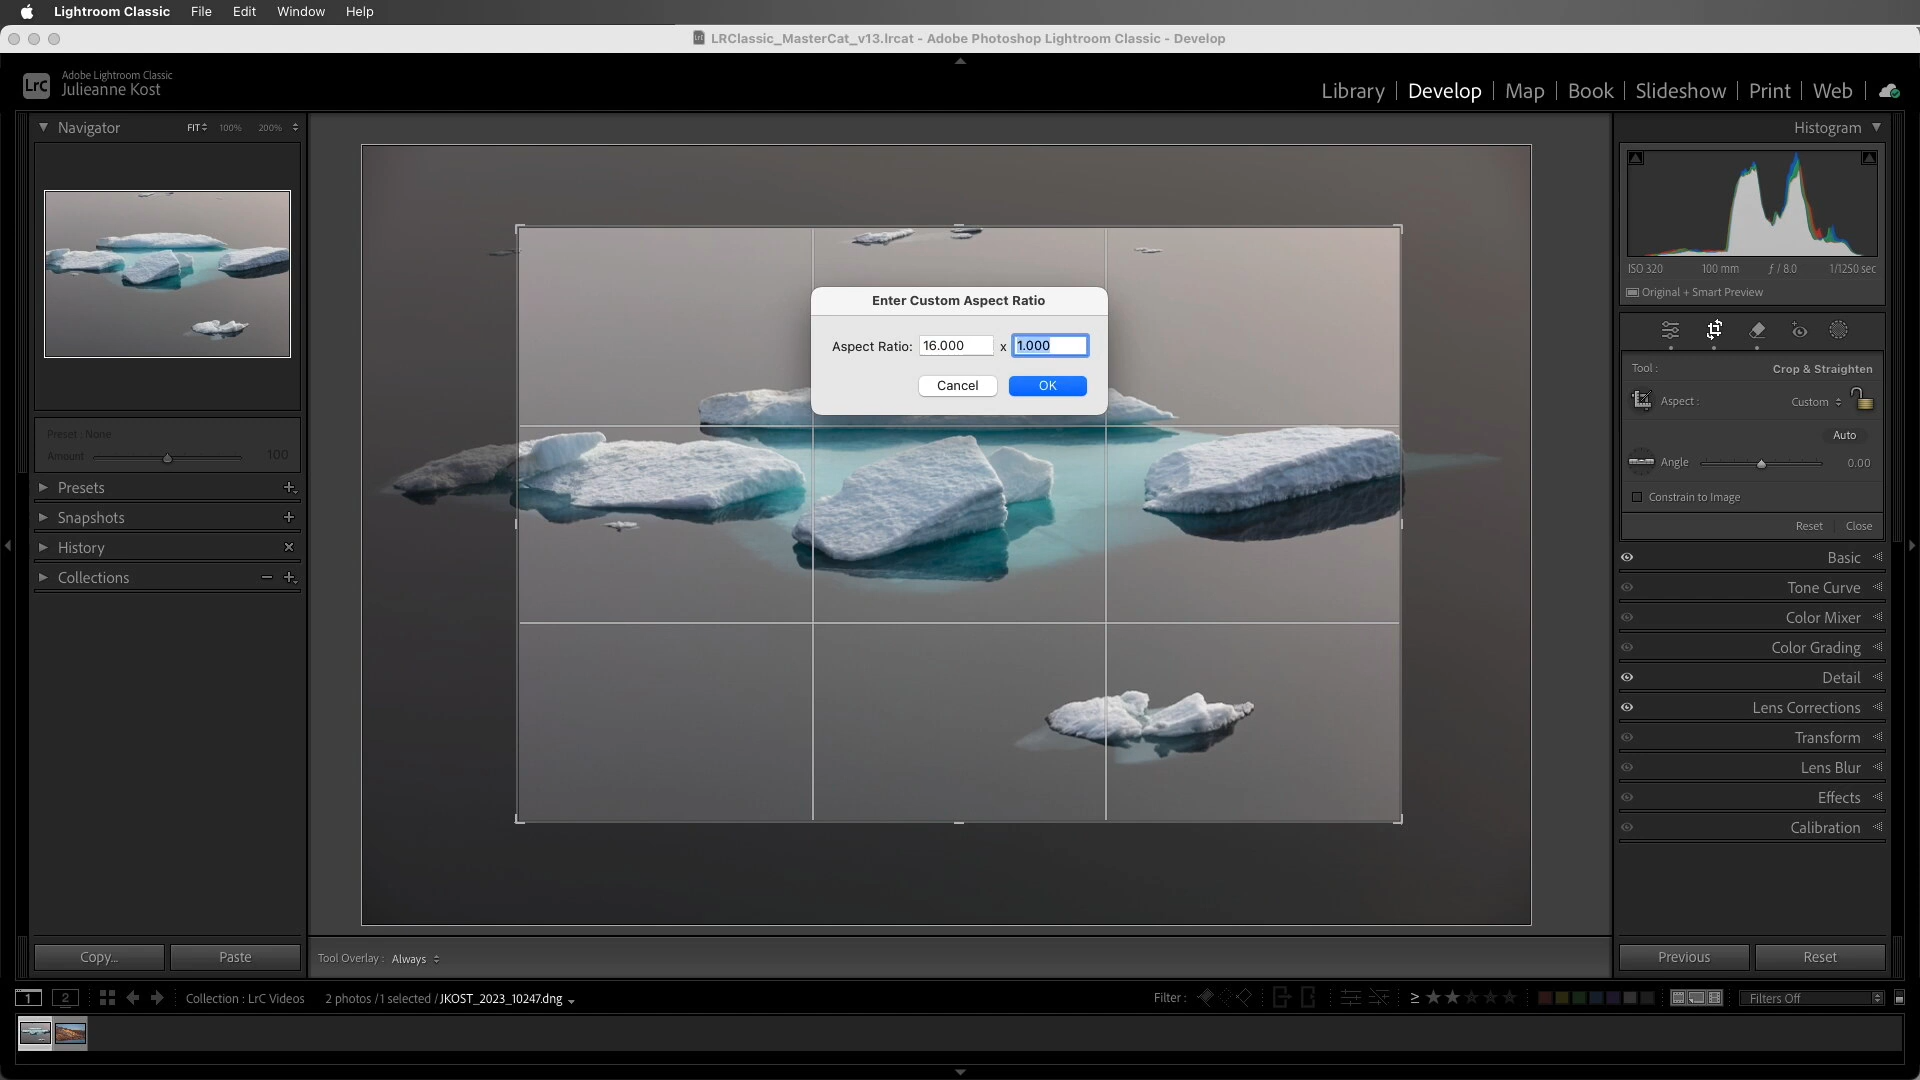 Lightroom Classic File Edit Window Help
LRClassic_MasterCat_v13.lrcat - Adobe Photoshop Lightroom Classic - Develop
LrC
Adobe Lightroom Classic
Julieanne Kost
Library | Develop | Map | Book | Slideshow | Print | Web |
Navigator FIT 100% 200%
Preset : None
Amount 100
Presets
Snapshots
History
Collections
Copy... Paste
Enter Custom Aspect Ratio
Aspect Ratio: 16.000 x 1.000
Cancel OK
Tool Overlay : Always
Histogram
ISO 320 100 mm ƒ / 8.0 1/1250 sec
Original + Smart Preview
Tool : Crop & Straighten
Aspect : Custom
Auto
Angle 0.00
Constrain to Image
Reset Close
Basic
Tone Curve
Color Mixer
Color Grading
Detail
Lens Corrections
Transform
Lens Blur
Effects
Calibration
Previous Reset
1 2 Collection : LrC Videos 2 photos / 1 selected / JKOST_2023_10247.dng Filter : ≥ ★★★★★ Filters Off